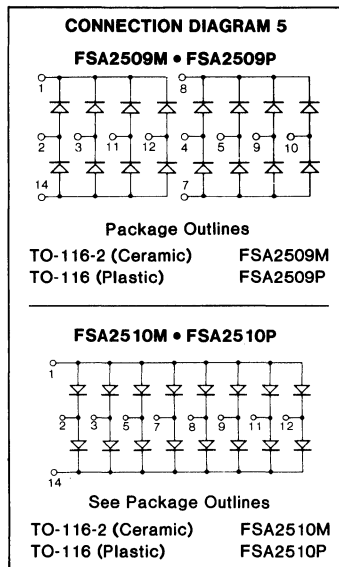 CONNECTION DIAGRAM 5
FSA2509M • FSA2509P
1 8
2 3 11 12 4 5 9 10
14 7
Package Outlines
TO-116-2 (Ceramic) FSA2509M
TO-116 (Plastic) FSA2509P
FSA2510M • FSA2510P
1
2 3 5 7 8 9 11 12
14
See Package Outlines
TO-116-2 (Ceramic) FSA2510M
TO-116 (Plastic) FSA2510P